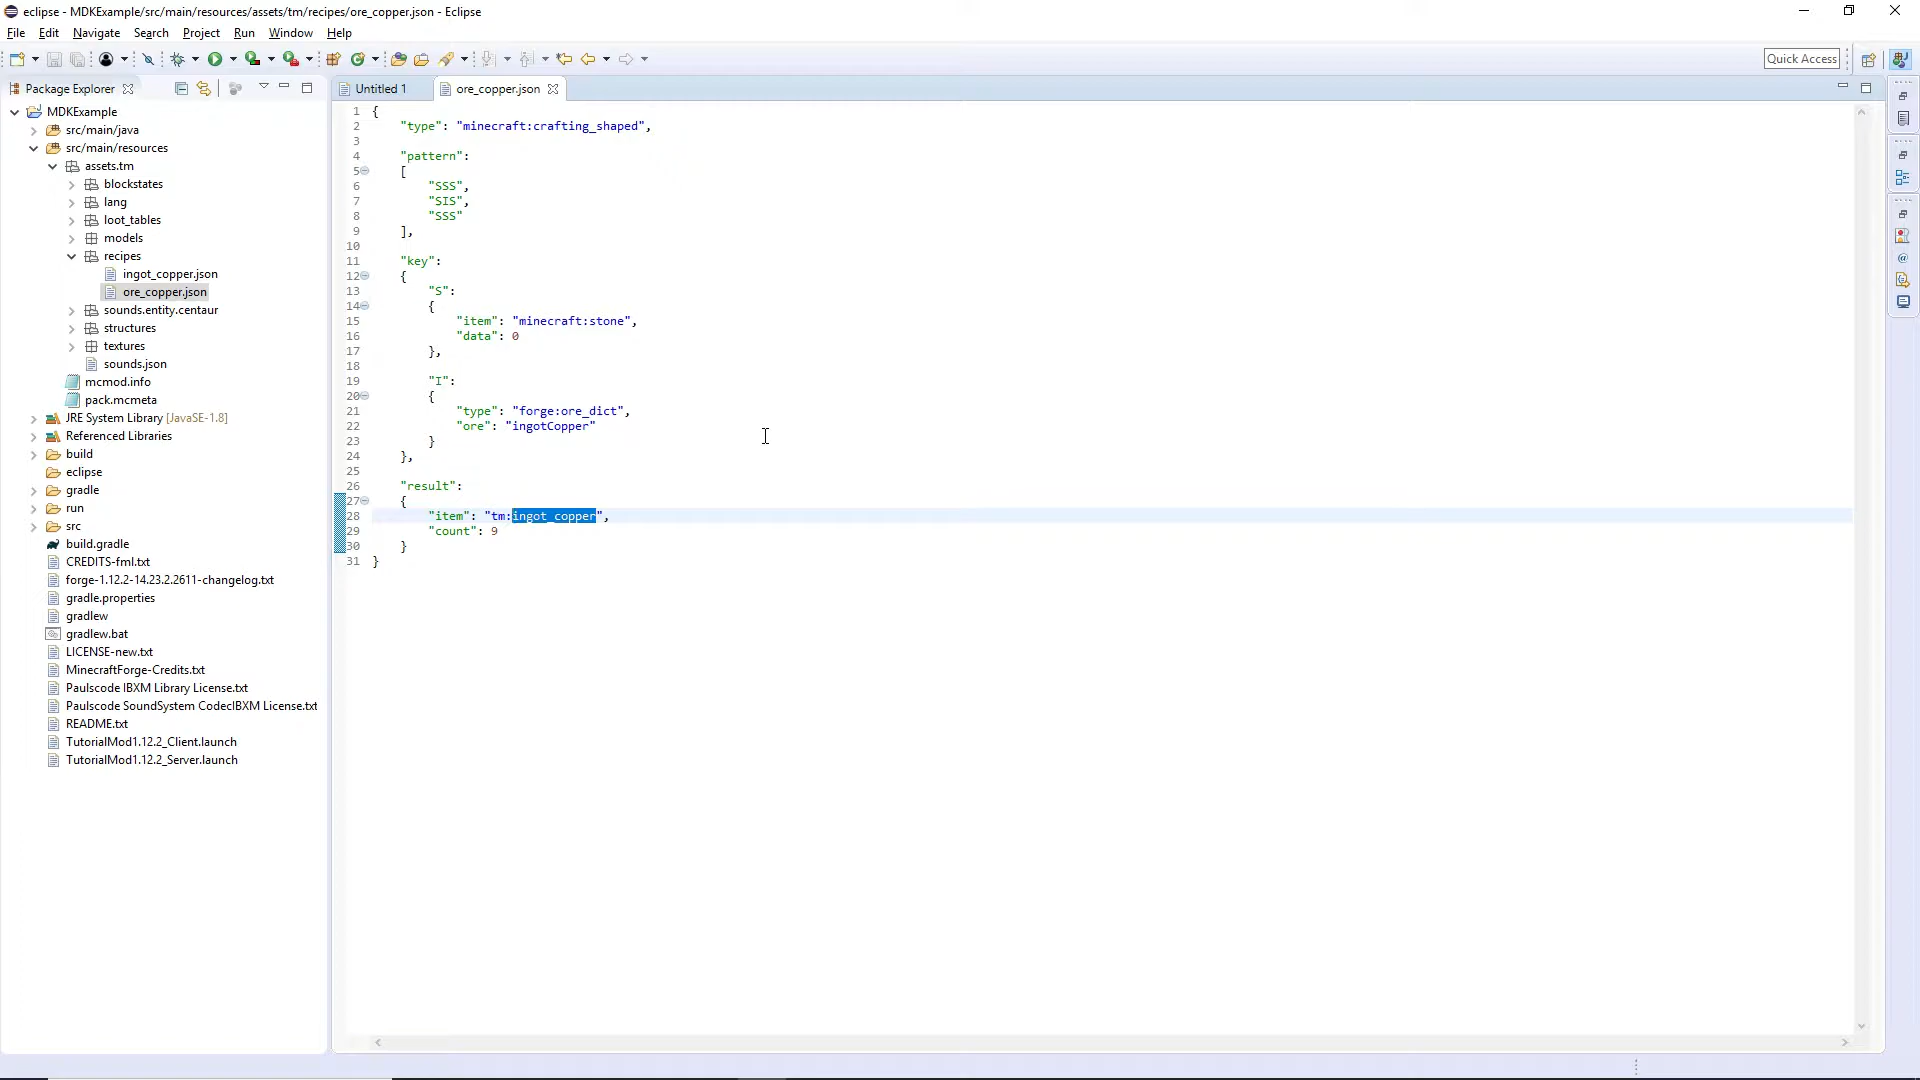 eclipse - MDKExample/src/main/resources/assets/tm/recipes/ore_copper.json - Eclipse
File Edit Navigate Search Project Run Window Help
Quick Access
Package Explorer
Untitled 1
ore_copper.json
MDKExample
src/main/java
src/main/resources
assets.tm
blockstates
lang
loot_tables
models
recipes
ingot_copper.json
ore_copper.json
sounds.entity.centaur
structures
textures
sounds.json
mcmod.info
pack.mcmeta
JRE System Library [JavaSE-1.8]
Referenced Libraries
build
eclipse
gradle
run
src
build.gradle
CREDITS-fml.txt
forge-1.12.2-14.23.2.2611-changelog.txt
gradle.properties
gradlew
gradlew.bat
LICENSE-new.txt
MinecraftForge-Credits.txt
Paulscode IBXM Library License.txt
Paulscode SoundSystem CodecIBXM License.txt
README.txt
TutorialMod1.12.2_Client.launch
TutorialMod1.12.2_Server.launch
1 {
2 "type": "minecraft:crafting_shaped",
3
4 "pattern":
5 [
6 "SSS",
7 "SIS",
8 "SSS"
9 ],
10
11 "key":
12 {
13 "S":
14 {
15 "item": "minecraft:stone",
16 "data": 0
17 },
18
19 "I":
20 {
21 "type": "forge:ore_dict",
22 "ore": "ingotCopper"
23 }
24 },
25
26 "result":
27 {
28 "item": "tm:ingot_copper",
29 "count": 9
30 }
31 }